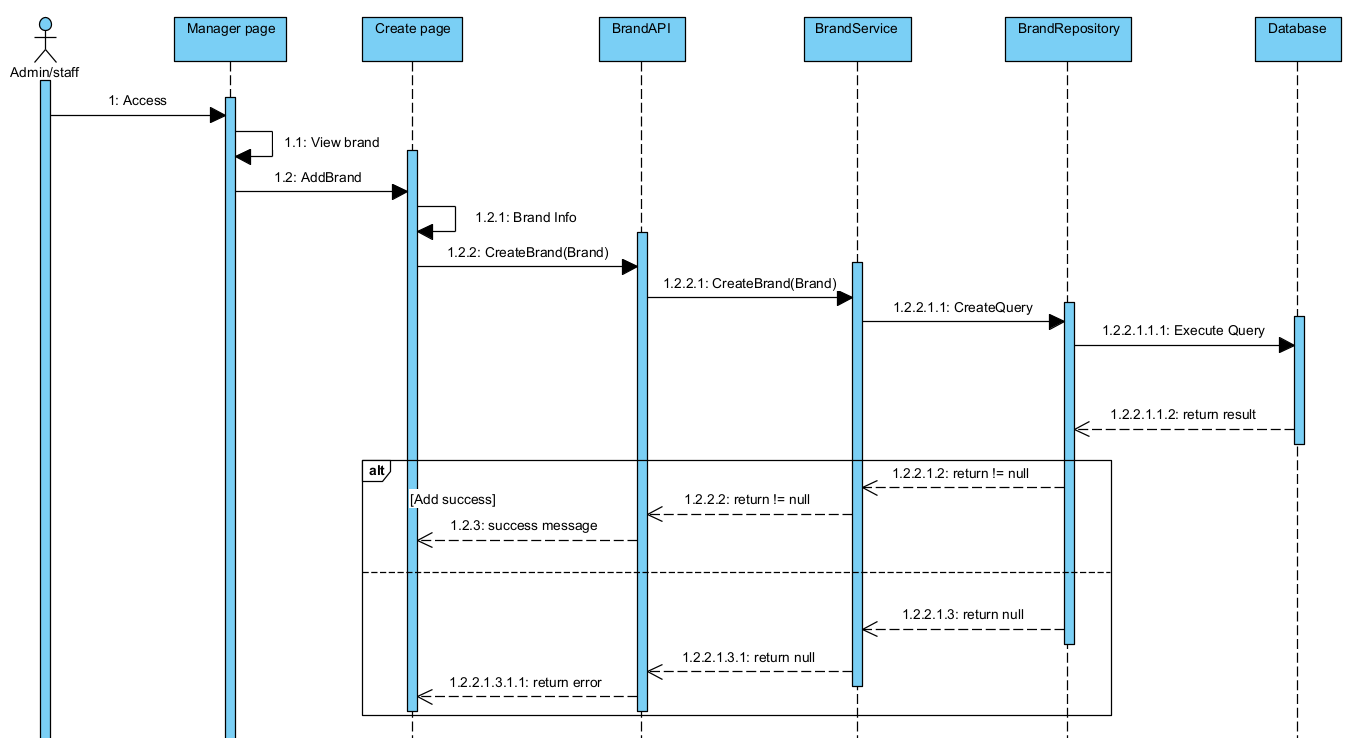 Manager page
Create page
BrandAPI
BrandService
BrandRepository
Database
Admin/staff
1: Access
1.1: View brand
1.2: AddBrand
1.2.1: Brand Info
1.2.2: CreateBrand(Brand)
1.2.2.1: CreateBrand(Brand)
1.2.2.1.1: CreateQuery
1.2.2.1.1.1: Execute Query
1.2.2.1.1.2: return result
alt
1.2.2.1.2: return != null
[Add success]
1.2.2.2: return != null
1.2.3: success message
1.2.2.1.3: return null
1.2.2.1.3.1: return null
1.2.2.1.3.1.1: return error